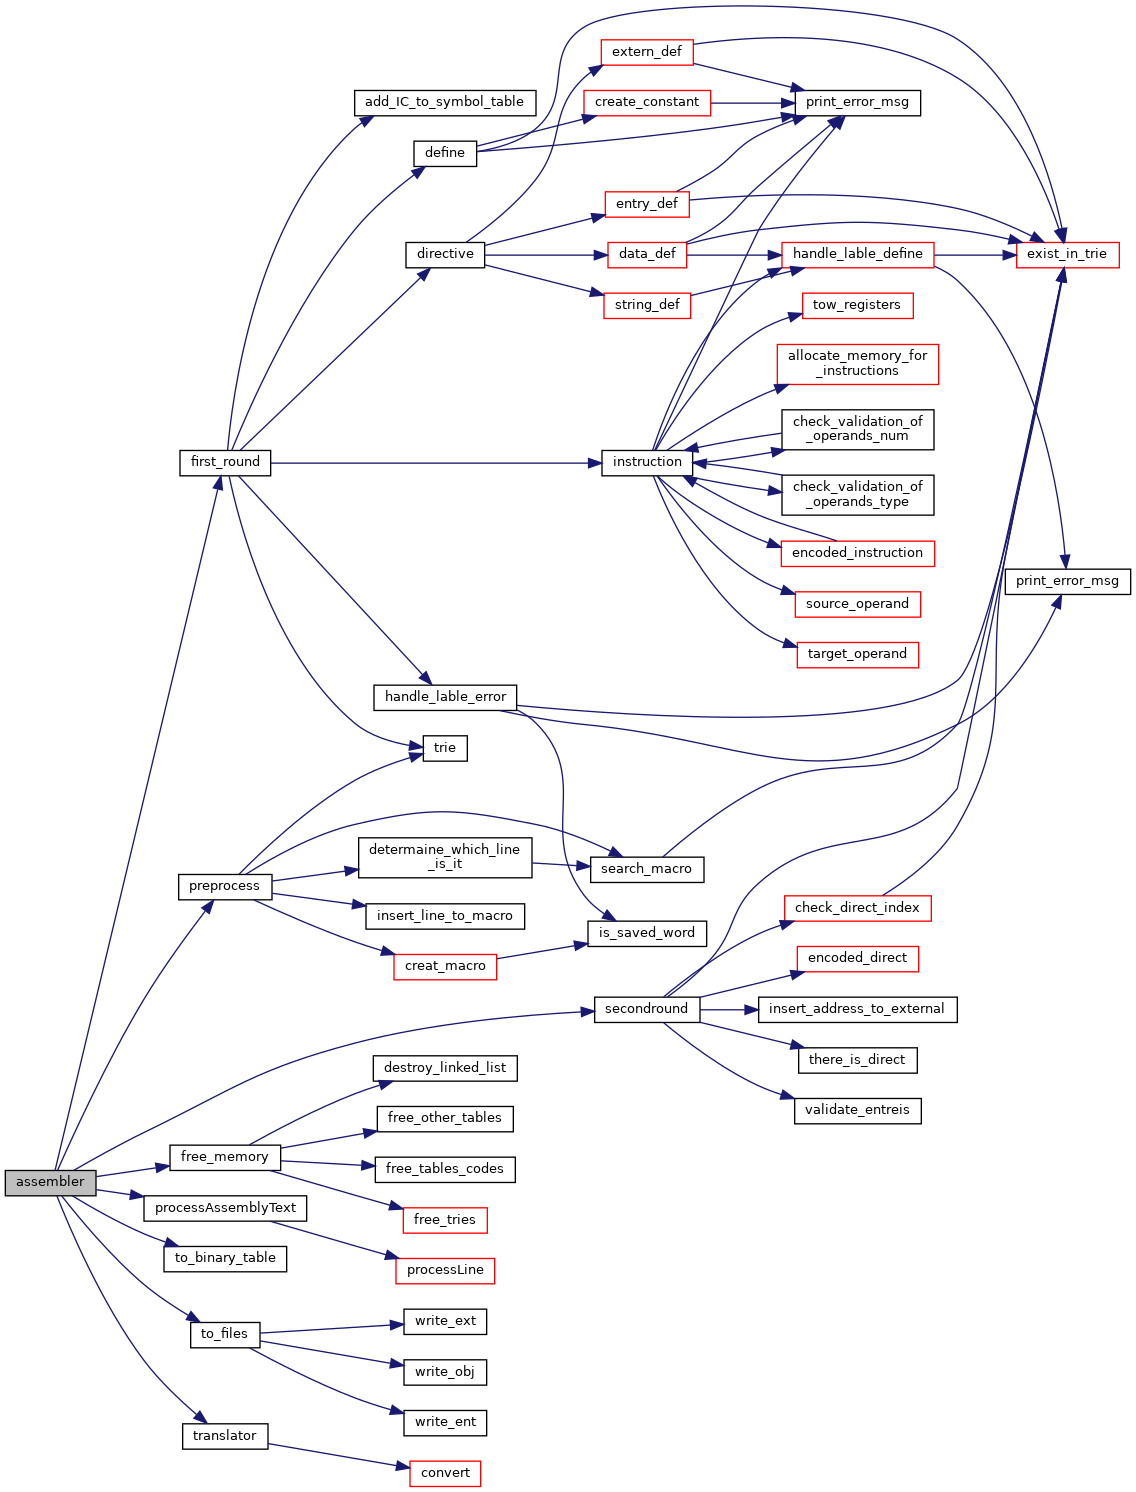 extern_def
add_IC_to_symbol_table
create_constant
print_error_msg
define
entry_def
directive
data_def
handle_lable_define
exist_in_trie
string_def
tow_registers
allocate_memory_for
_instructions
check_validation_of
_operands_num
first_round
instruction
check_validation_of
_operands_type
encoded_instruction
print_error_msg
source_operand
target_operand
handle_lable_error
trie
determaine_which_line
_is_it
search_macro
preprocess
insert_line_to_macro
check_direct_index
is_saved_word
creat_macro
encoded_direct
secondround
insert_address_to_external
there_is_direct
destroy_linked_list
validate_entreis
free_other_tables
free_memory
free_tables_codes
assembler
processAssemblyText
free_tries
to_binary_table
processLine
write_ext
to_files
write_obj
write_ent
translator
convert